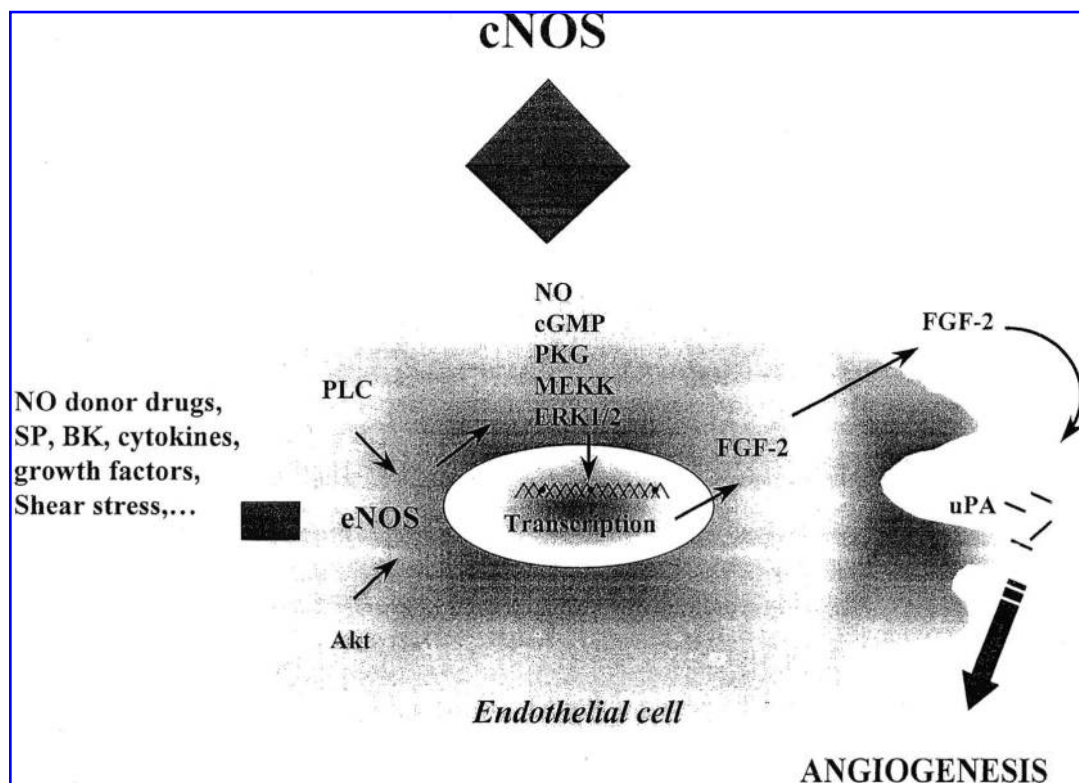 cNOS
NO
cGMP
PKG
MEKK
ERK1/2
FGF-2
PLC
NO donor drugs,
SP, BK, cytokines,
growth factors,
Shear stress,...
FGF-2
eNOS
Transcription
uPA
Akt
Endothelial cell
ANGIOGENESIS